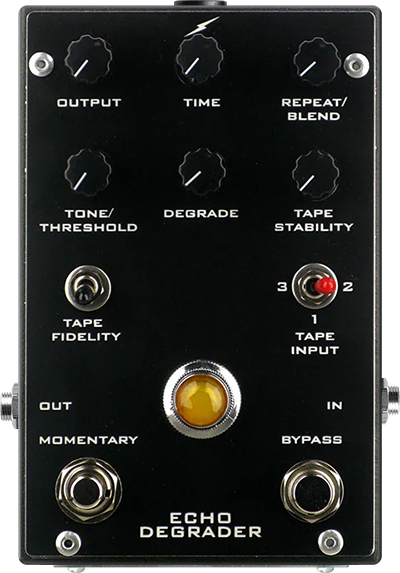 OUTPUT
TIME
REPEAT/
BLEND
TONE/
THRESHOLD
DEGRADE
TAPE
STABILITY
TAPE
FIDELITY
3
2
1
TAPE
INPUT
OUT
IN
MOMENTARY
BYPASS
ECHO
DEGRADER